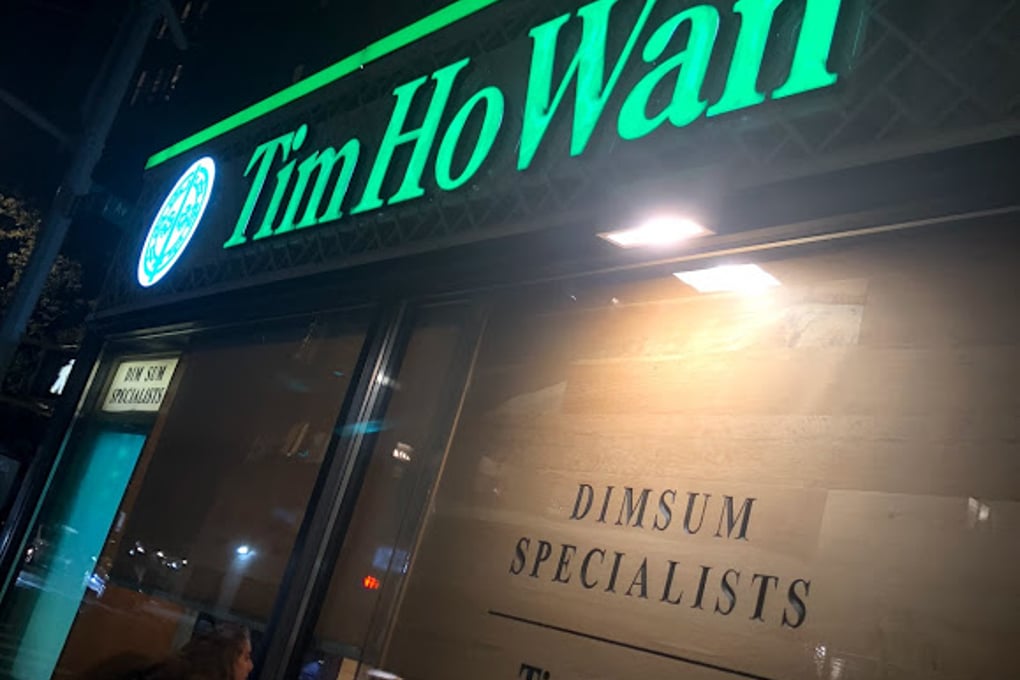 Tim Ho Wan
DIM SUM
SPECIALISTS
DIMSUM
SPECIALISTS